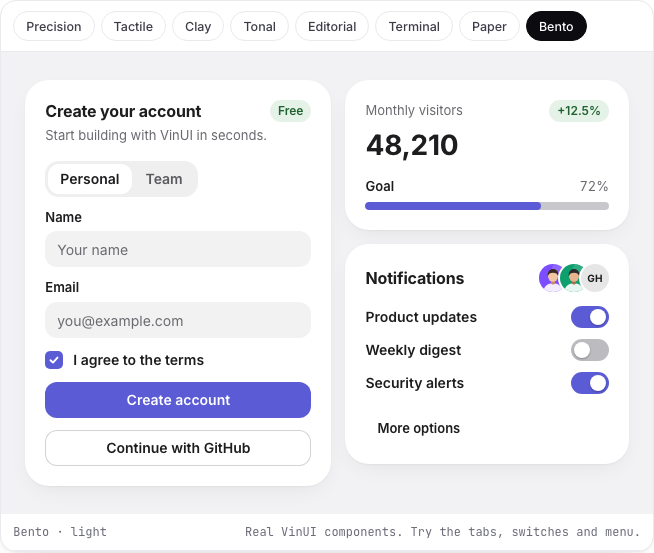 Precision Tactile Clay Tonal Editorial Terminal Paper Bento
Create your account Free
Start building with VinUI in seconds.
Personal Team
Name
Your name
Email
you@example.com
I agree to the terms
Create account
Continue with GitHub
Monthly visitors +12.5%
48,210
Goal 72%
Notifications GH
Product updates
Weekly digest
Security alerts
More options
Bento · light Real VinUI components. Try the tabs, switches and menu.